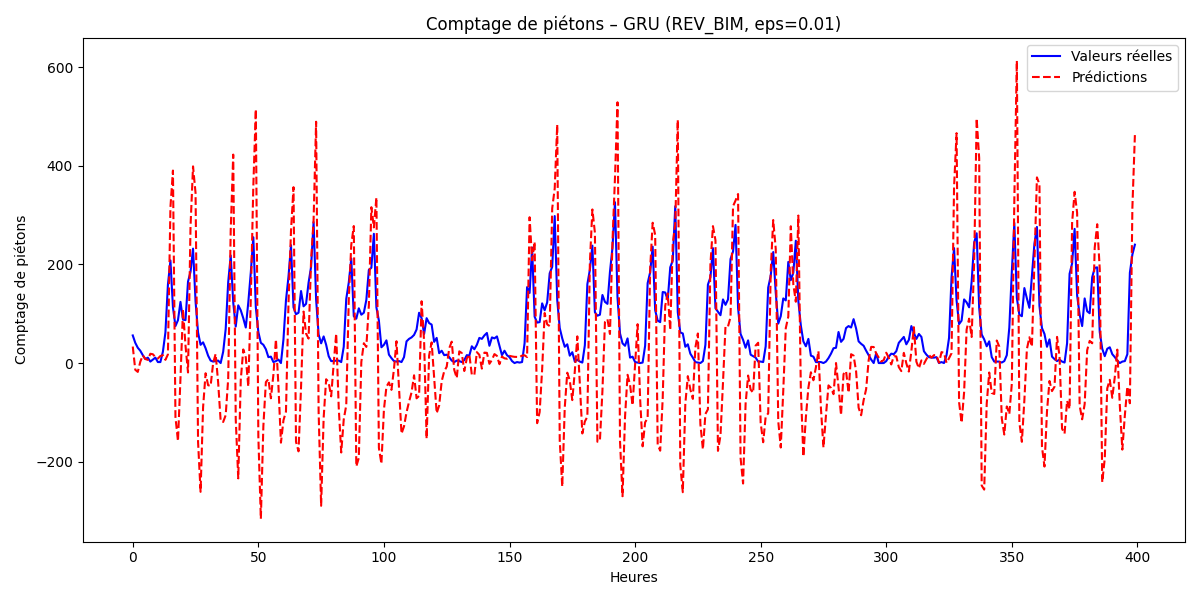 Comptage de piétons – GRU (REV_BIM, eps=0.01)
Valeurs réelles
Prédictions
Comptage de piétons
600
400
200
0
−200
0
50
100
150
200
250
300
350
400
Heures